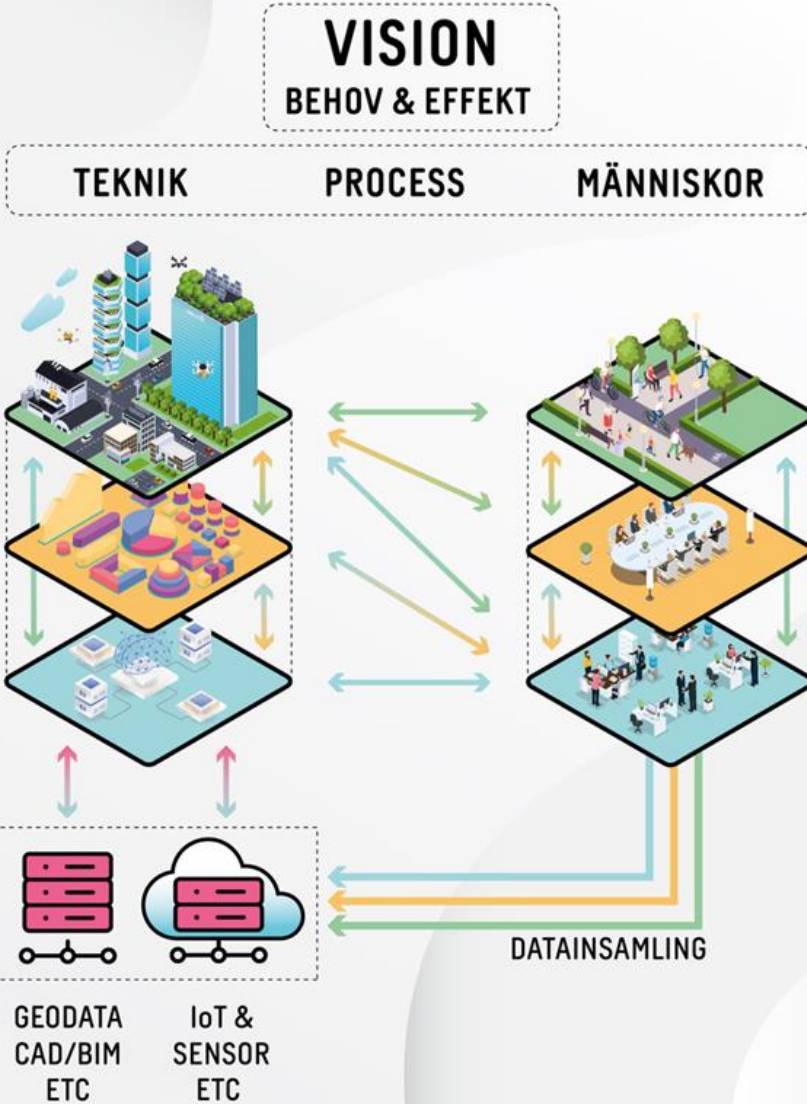 VISION
BEHOV & EFFEKT
TEKNIK PROCESS MÄNNISKOR
DATAINSAMLING
GEODATA
CAD/BIM
ETC
IoT &
SENSOR
ETC